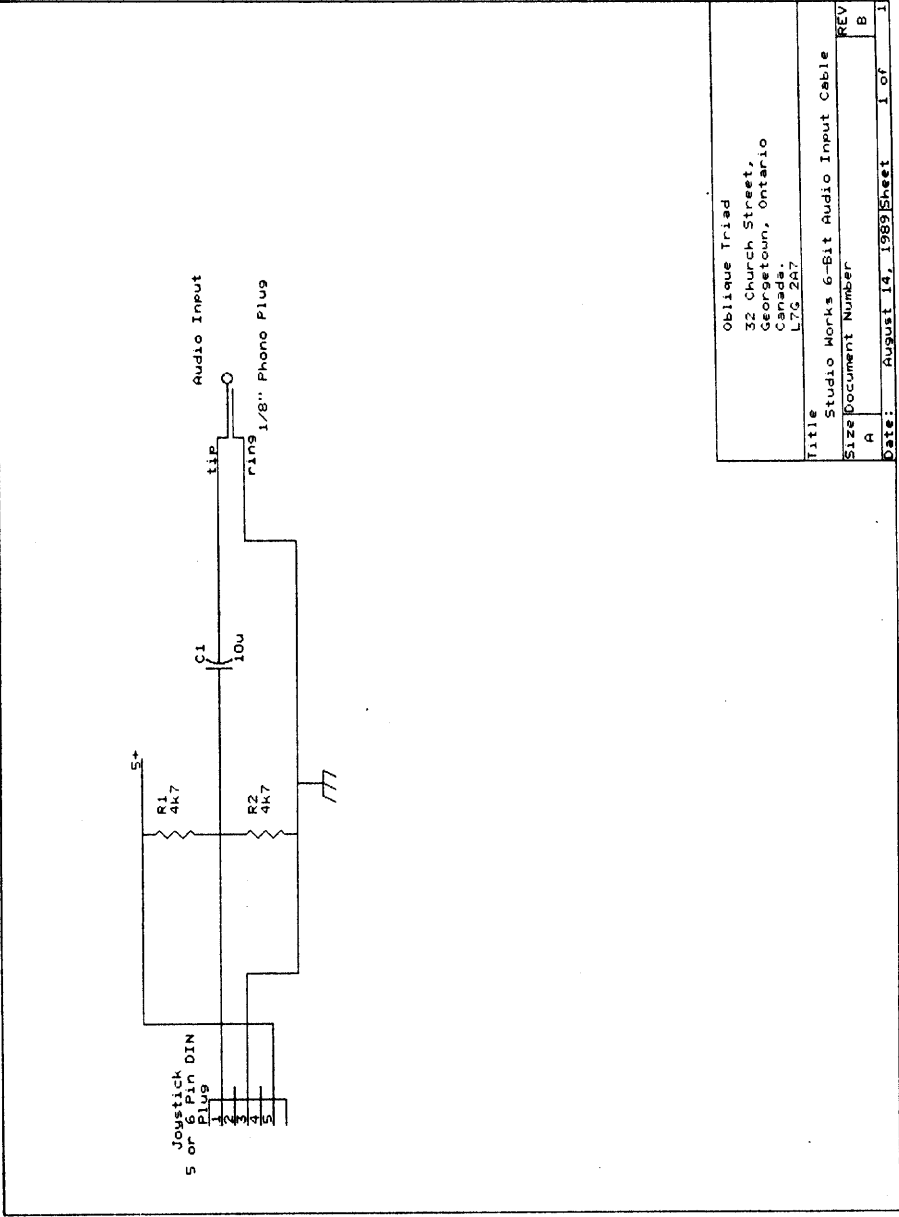 Joystick
5 or 6 Pin DIN
Plug
1
2
3
4
5
5+
R1
4k7
R2
4k7
C1
10u
tip
ring
Audio Input
1/8" Phono Plug
Oblique Triad
32 Church Street,
Georgetown, Ontario
Canada.
L7G 2A7
Title
Studio Works 6-Bit Audio Input Cable
Size
A
Document Number
REV
B
Date: August 14, 1989
Sheet 1 of 1